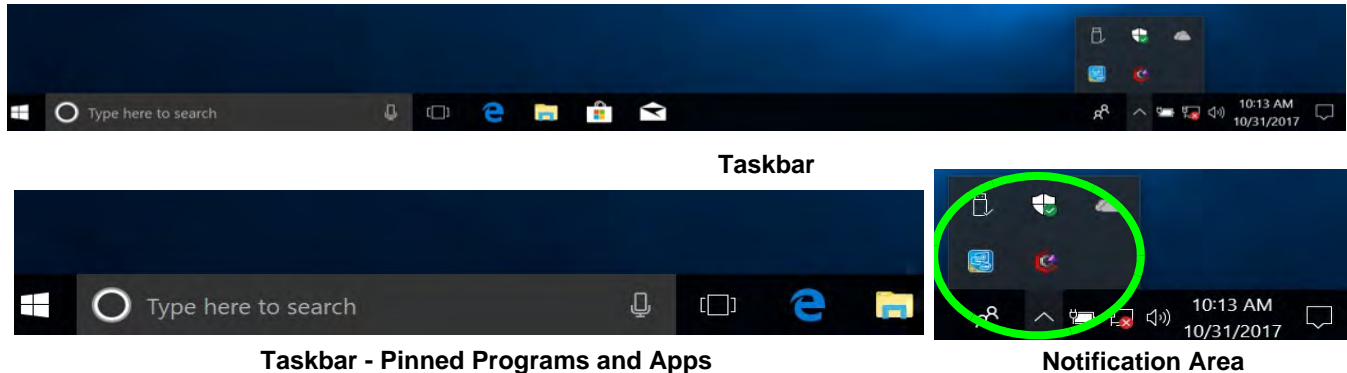 Type here to search
10:13 AM
10/31/2017
Taskbar
Type here to search
10:13 AM
10/31/2017
Taskbar - Pinned Programs and Apps
Notification Area